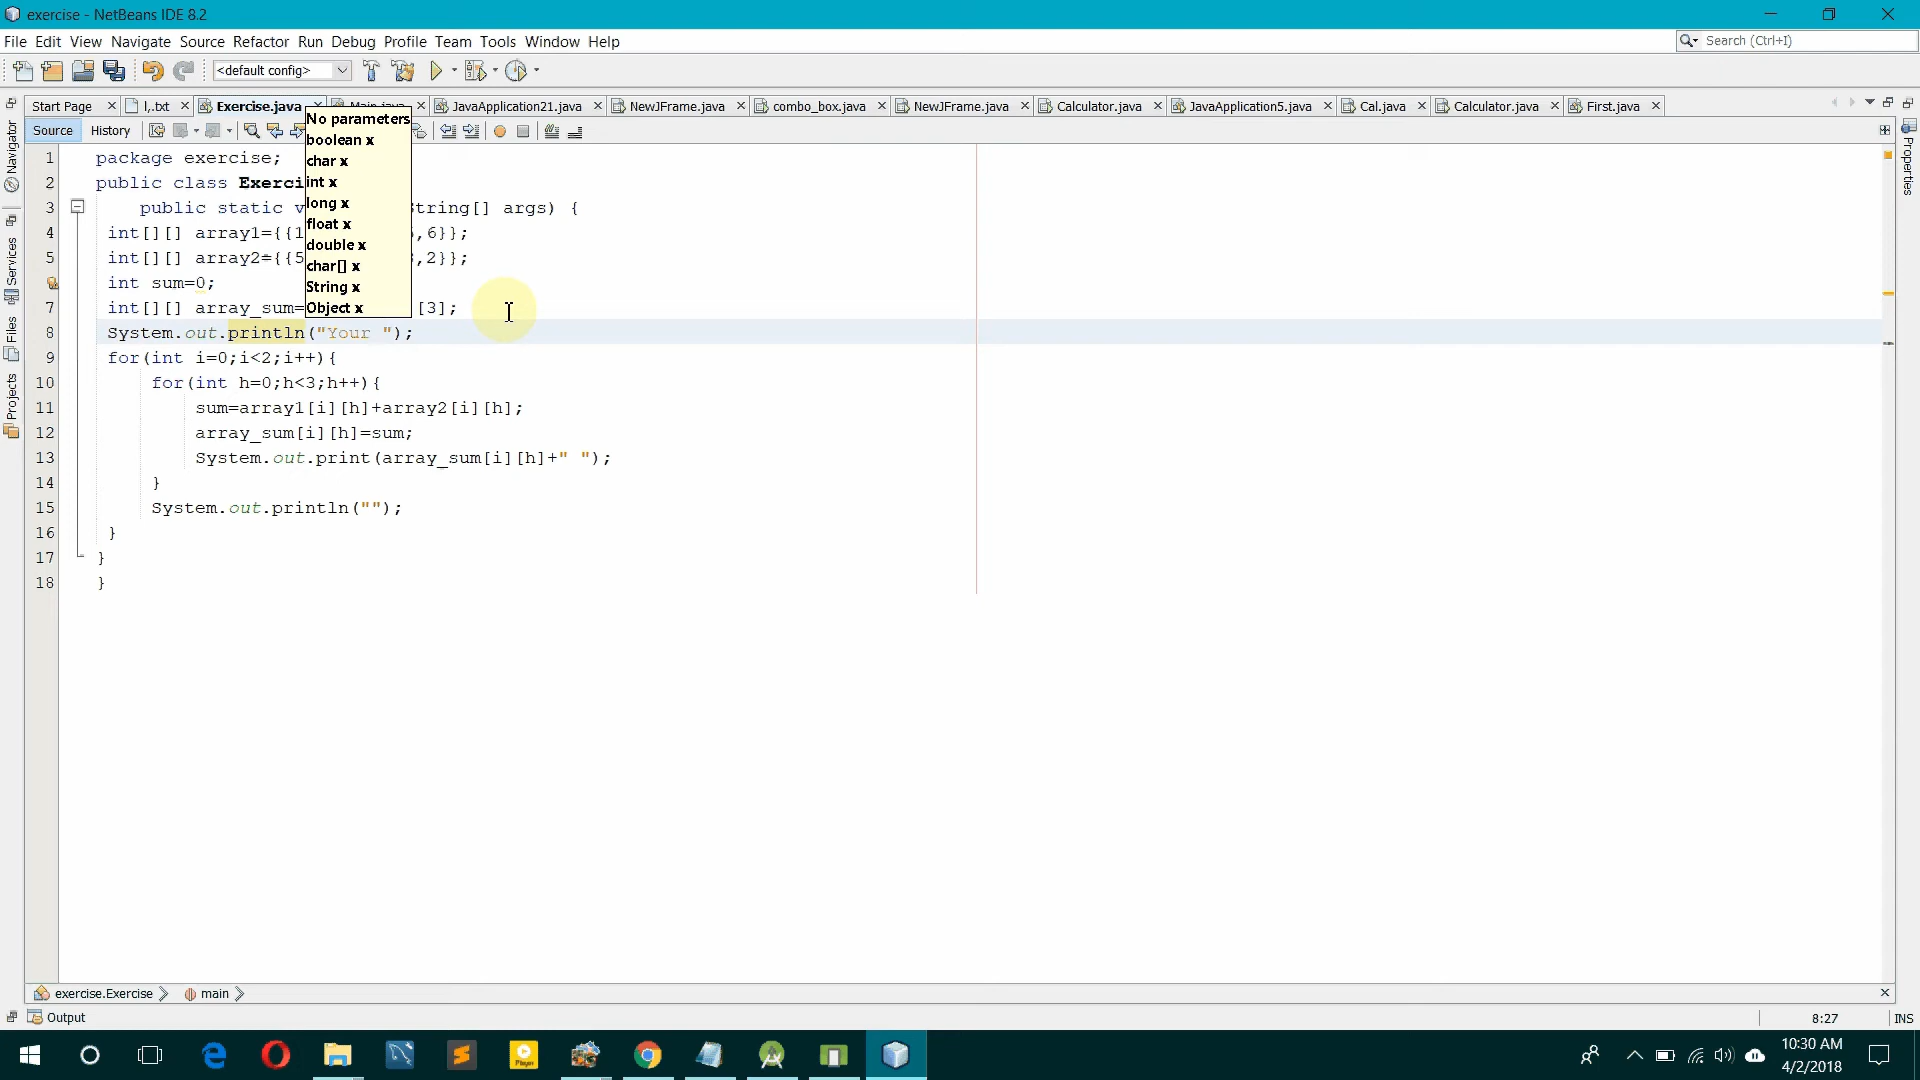 exercise - NetBeans IDE 8.2
File Edit View Navigate Source Refactor Run Debug Profile Team Tools Window Help
Search (Ctrl+I)
<default config>
Start Page l,.txt Exercise.java Main.java JavaApplication21.java NewJFrame.java combo_box.java NewJFrame.java Calculator.java JavaApplication5.java Cal.java Calculator.java First.java
Source History
No parameters
boolean x
char x
int x
long x
float x
double x
char[] x
String x
Object x
1 package exercise;
2 public class Exerci
3 public static v String[] args) {
4 int[][] array1={{1 ,6}};
5 int[][] array2={{5 ,2}};
int sum=0;
7 int[][] array_sum= [3];
8 System.out.println("Your ");
9 for(int i=0;i<2;i++){
10 for(int h=0;h<3;h++){
11 sum=array1[i][h]+array2[i][h];
12 array_sum[i][h]=sum;
13 System.out.print(array_sum[i][h]+" ");
14 }
15 System.out.println("");
16 }
17 }
18 }
Navigator
Services
Files
Projects
Properties
exercise.Exercise main
Output
8:27 INS
Player
10:30 AM
4/2/2018